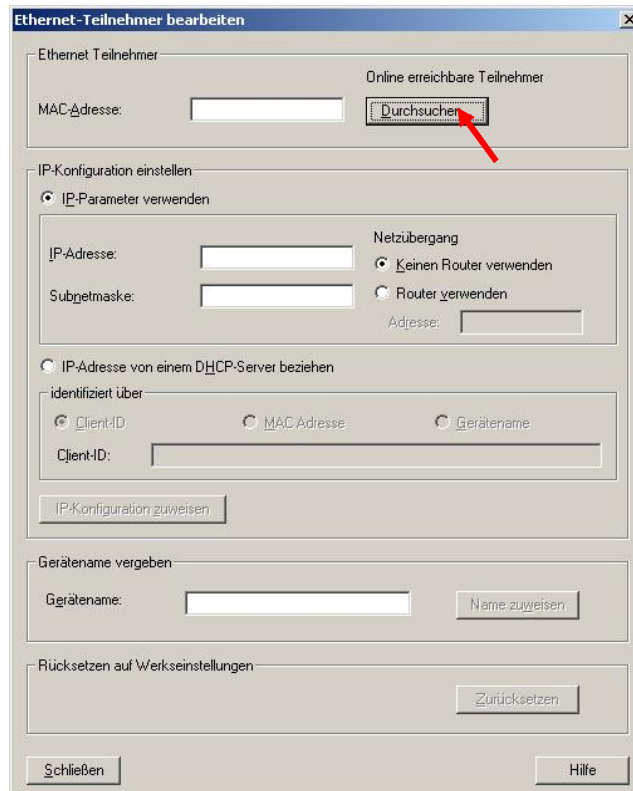 Ethernet-Teilnehmer bearbeiten
Ethernet Teilnehmer
Online erreichbare Teilnehmer
MAC-Adresse:
Durchsuchen
IP-Konfiguration einstellen
IP-Parameter verwenden
Netzübergang
IP-Adresse:
Keinen Router verwenden
Subnetmaske:
Router verwenden
Adresse:
IP-Adresse von einem DHCP-Server beziehen
identifiziert über
Client-ID MAC Adresse Gerätename
Client-ID:
IP-Konfiguration zuweisen
Gerätename vergeben
Gerätename:
Name zuweisen
Rücksetzen auf Werkseinstellungen
Zurücksetzen
Schließen Hilfe